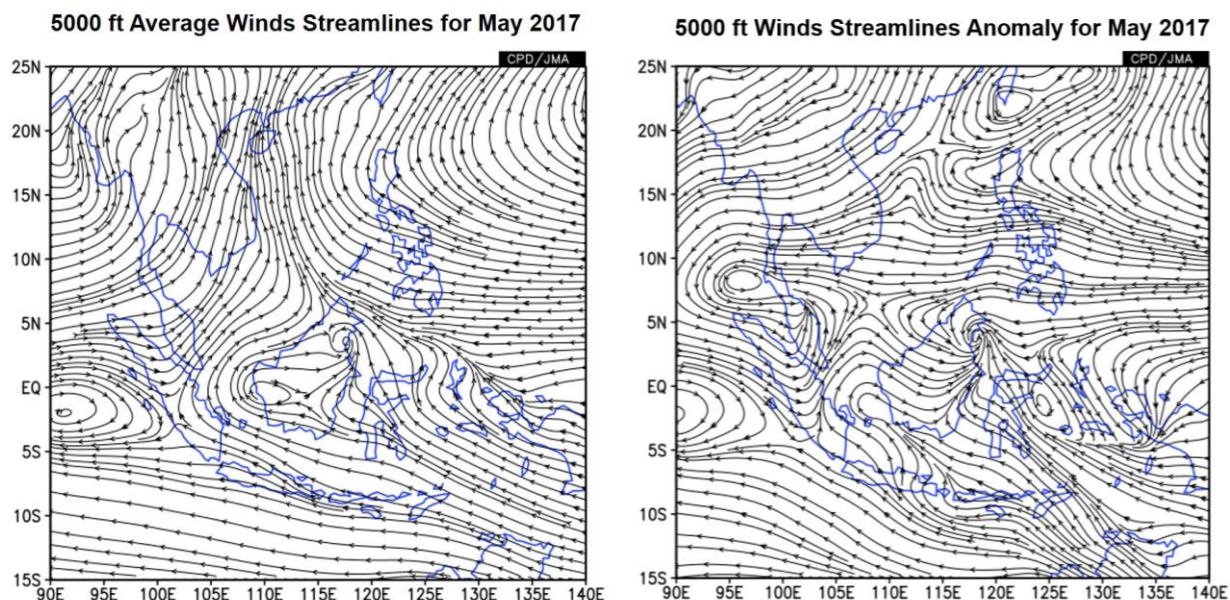 5000 ft Average Winds Streamlines for May 2017
CPD/JMA
25N
20N
15N
10N
5N
EQ
5S
10S
15S
90E 95E 100E 105E 110E 115E 120E 125E 130E 135E 140E
5000 ft Winds Streamlines Anomaly for May 2017
CPD/JMA
25N
20N
15N
10N
5N
EQ
5S
10S
15S
90E 95E 100E 105E 110E 115E 120E 125E 130E 135E 140E